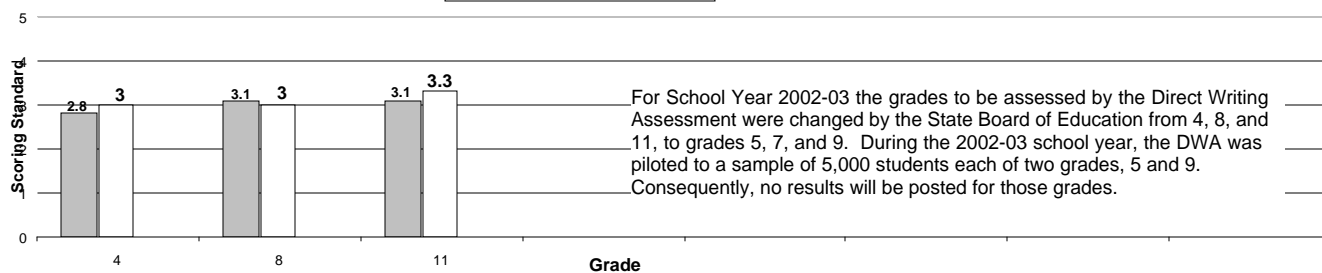 5
4
3
2
1
0
Scoring Standard
2.8
3
3.1
3
3.1
3.3
For School Year 2002-03 the grades to be assessed by the Direct Writing
Assessment were changed by the State Board of Education from 4, 8, and
11, to grades 5, 7, and 9. During the 2002-03 school year, the DWA was
piloted to a sample of 5,000 students each of two grades, 5 and 9.
Consequently, no results will be posted for those grades.
4
8
11
Grade